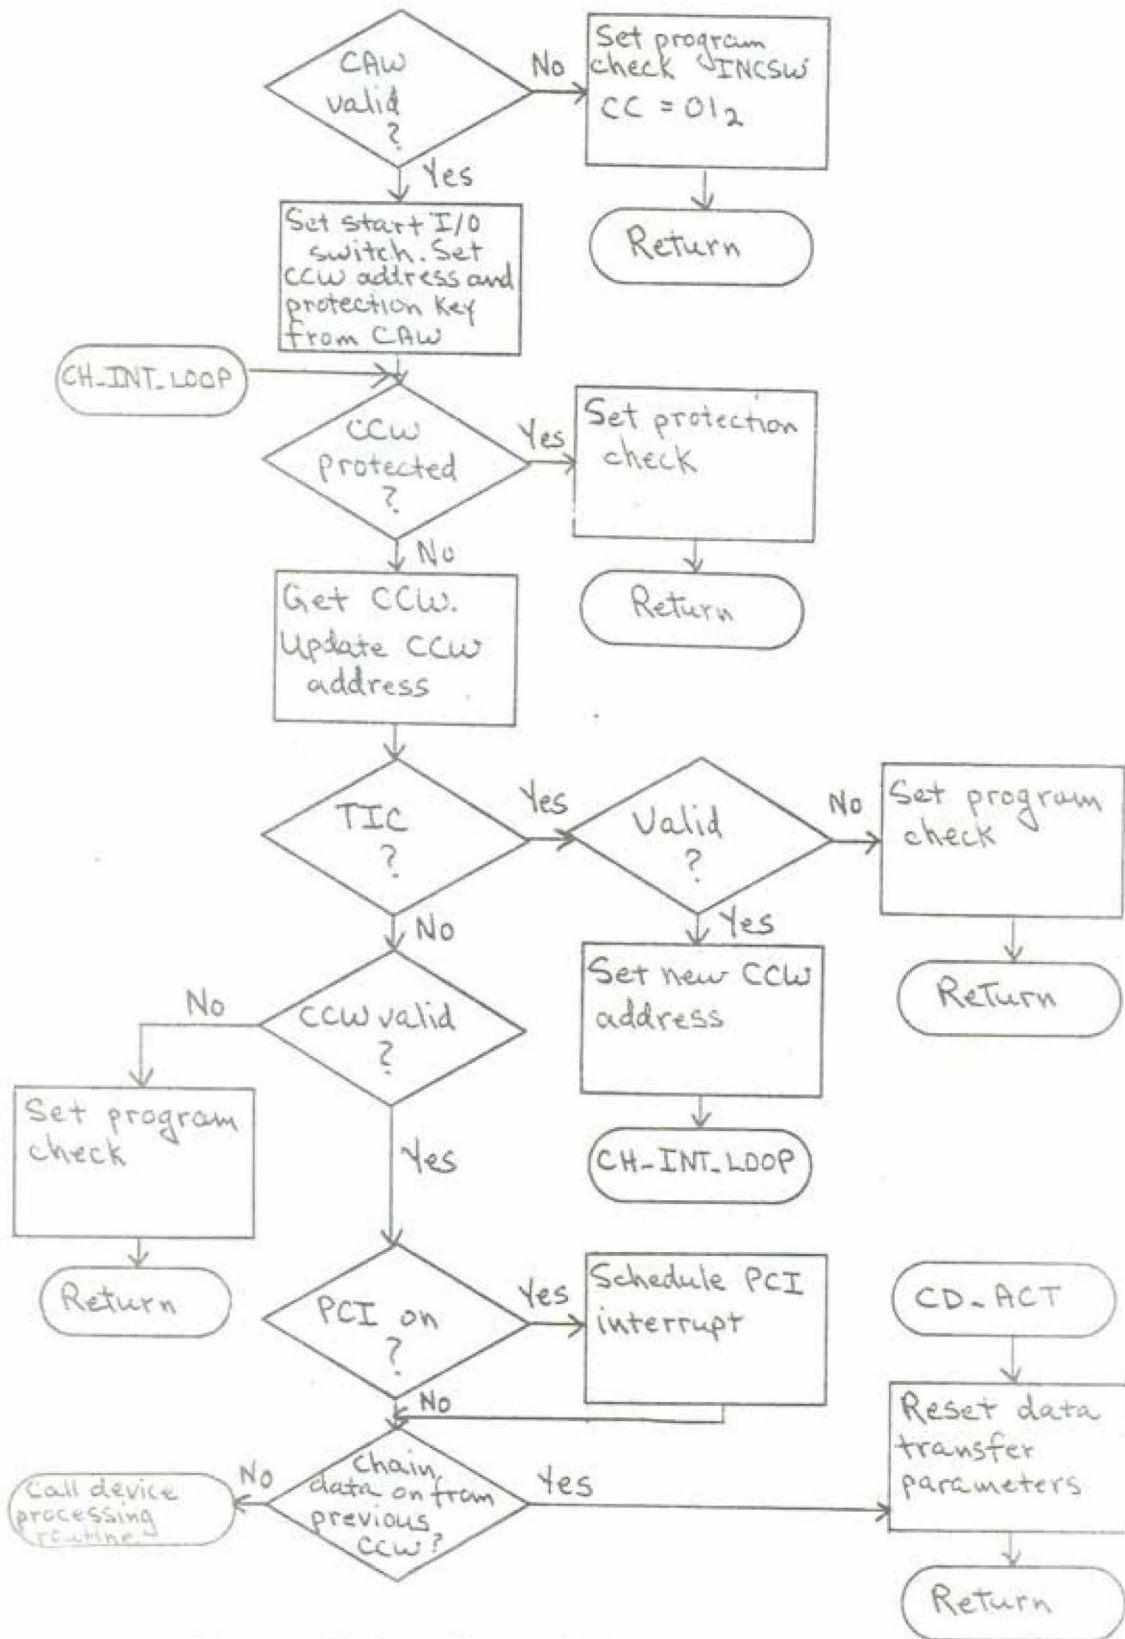 CAW
valid
?
No
Set program
check INCSW
CC = 01₂
Yes
Return
Set start I/O
switch. Set
CCW address and
protection key
from CAW
CH_INT_LOOP
CCW
protected
?
Yes
Set protection
check
No
Return
Get CCW.
Update CCW
address
TIC
?
Yes
Valid
?
No
Set program
check
No
Yes
Return
Set new CCW
address
CH_INT_LOOP
CCW valid
?
No
Set program
check
Return
Yes
PCI on
?
Yes
Schedule PCI
interrupt
No
CD_ACT
Reset data
transfer
parameters
Return
Chain
data on from
previous
CCW?
No
Yes
Call device
processing
routine